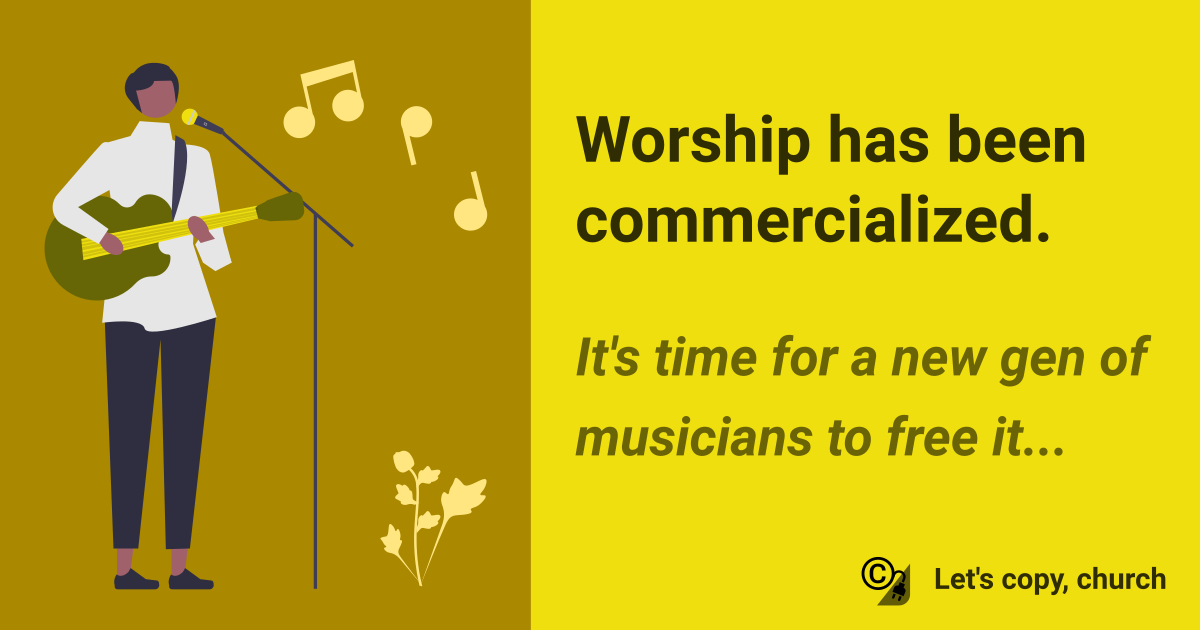 Worship has been
commercialized.
It's time for a new gen of
musicians to free it...
© Let's copy, church